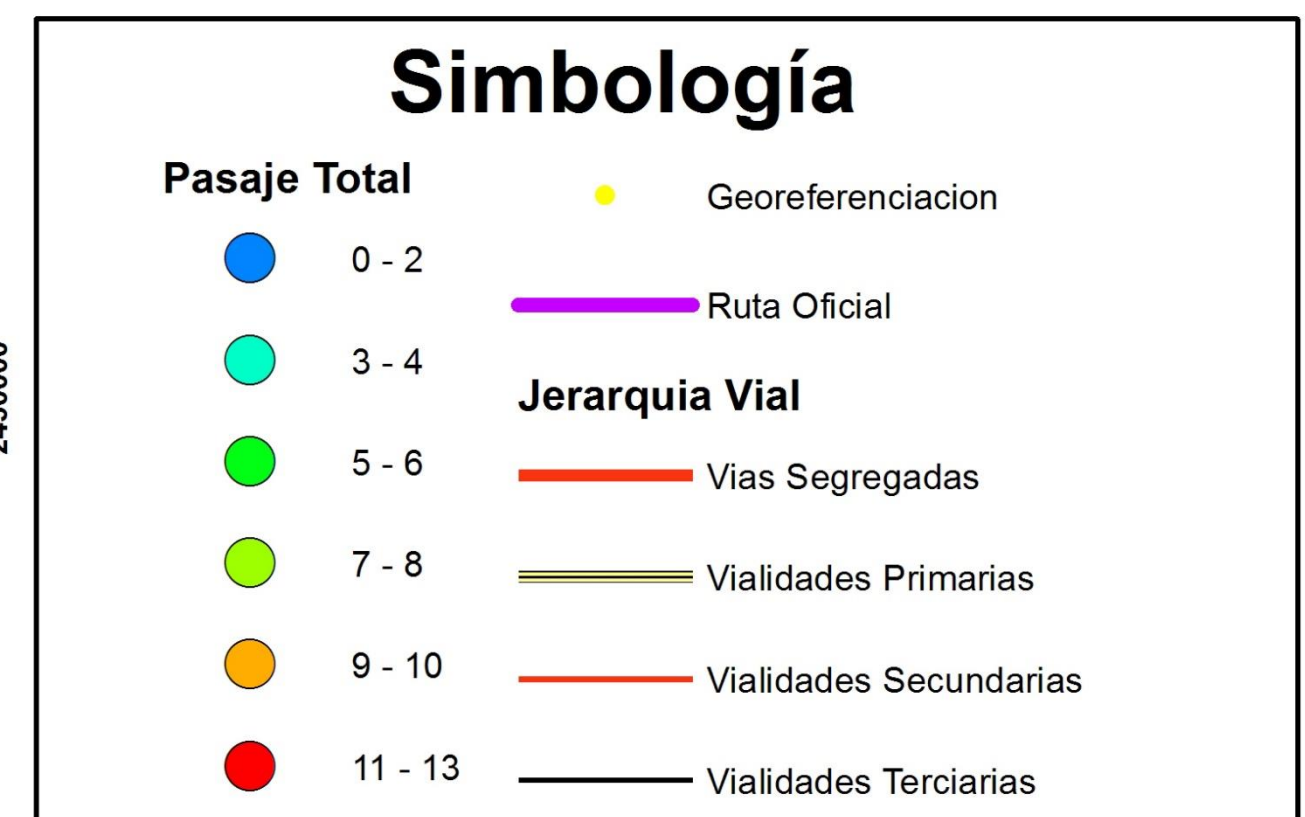 Simbología
Pasaje Total
0 - 2
3 - 4
5 - 6
7 - 8
9 - 10
11 - 13
Georeferenciacion
Ruta Oficial
Jerarquia Vial
Vias Segregadas
Vialidades Primarias
Vialidades Secundarias
Vialidades Terciarias